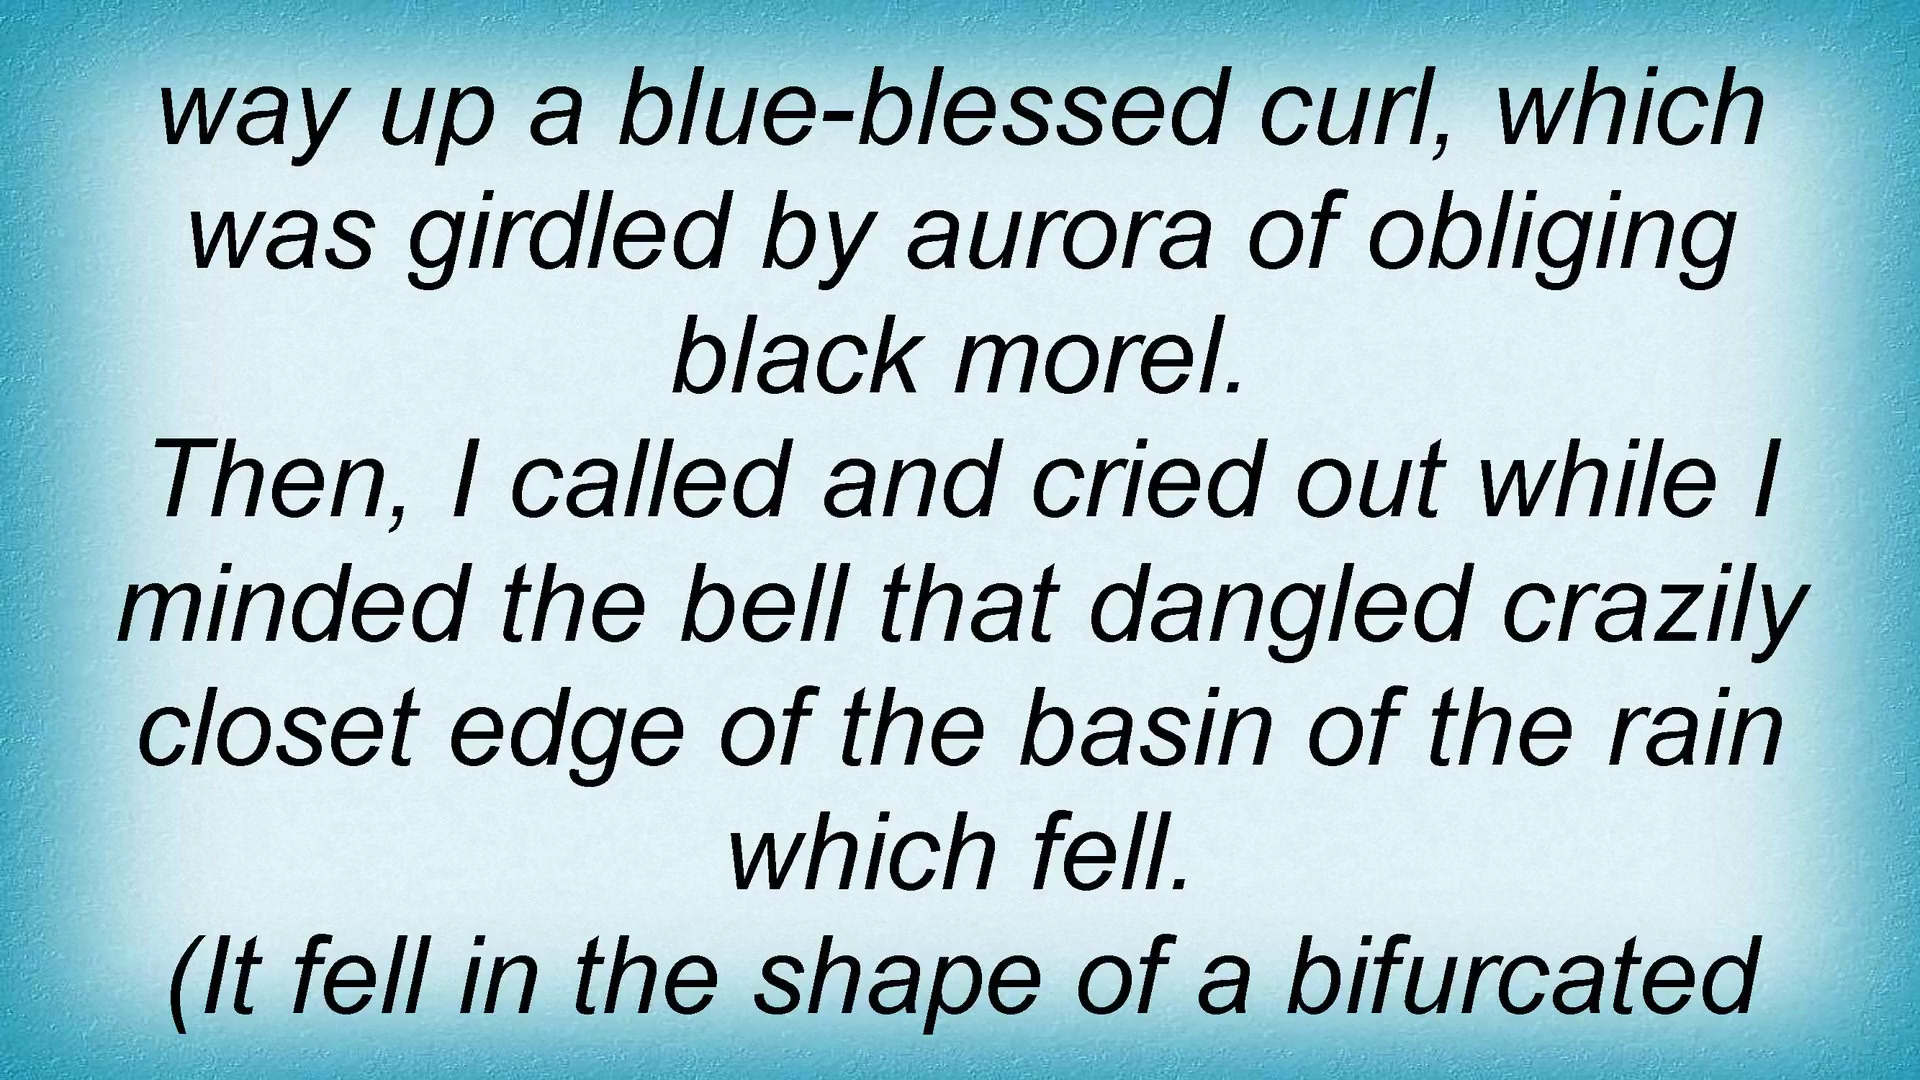 way up a blue-blessed curl, which
was girdled by aurora of obliging
black morel.
Then, I called and cried out while I
minded the bell that dangled crazily
closet edge of the basin of the rain
which fell.
(It fell in the shape of a bifurcated